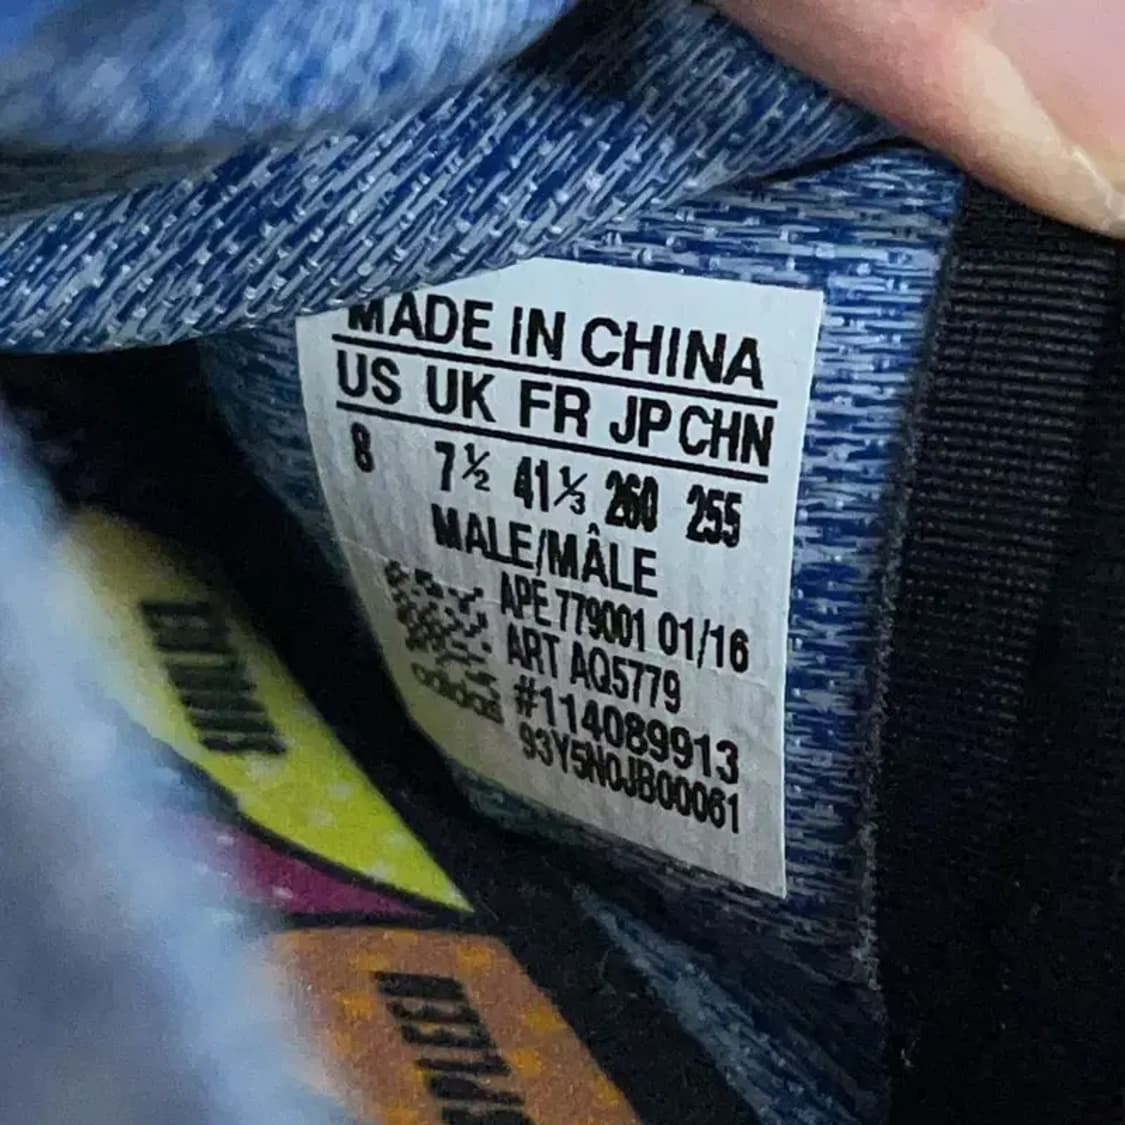 MADE IN CHINA
US UK FR JP CHN
8 7½ 41⅓ 260 255
MALE/MÂLE
APE 779001 01/16
ART AQ5779
#114089913
adidas
93Y5N0JB00061
SPLEEN